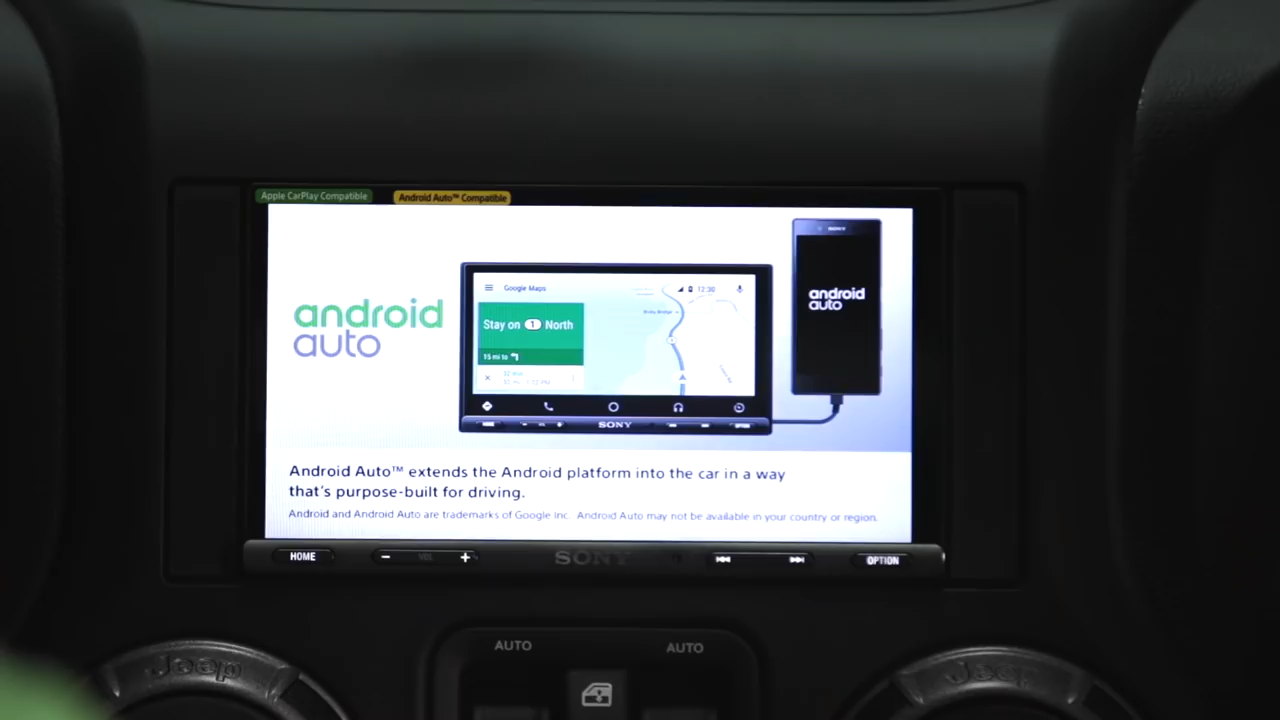 Apple CarPlay Compatible
Android Auto™ Compatible
SONY
Google Maps
12:30
android
auto
Stay on 1 North
15 mi to
android
auto
SONY
Android Auto™ extends the Android platform into the car in a way
that's purpose-built for driving.
Android and Android Auto are trademarks of Google Inc. Android Auto may not be available in your country or region.
HOME
- VOL +
SONY
OPTION
AUTO
AUTO
Jeep
Jeep